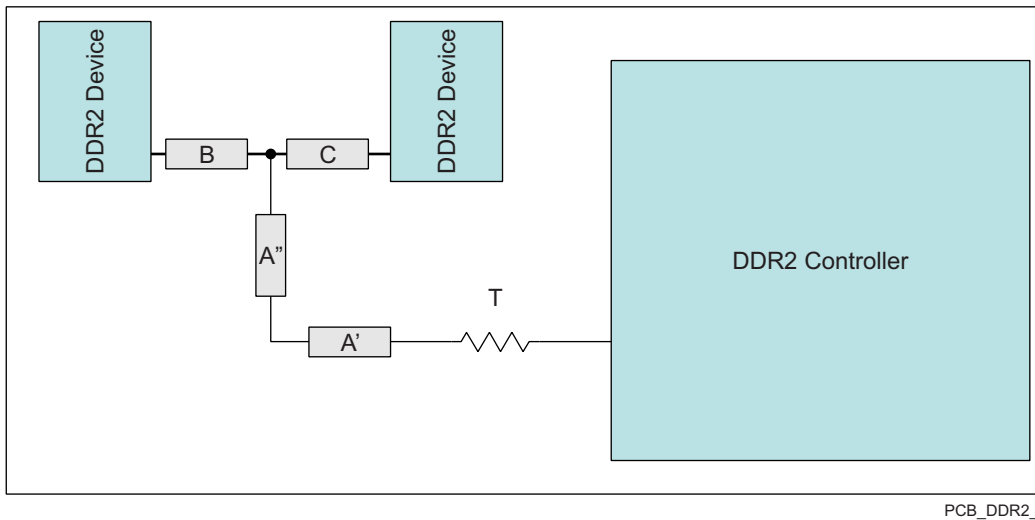 DDR2 Device
DDR2 Device
B
C
A”
T
A’
DDR2 Controller
PCB_DDR2_